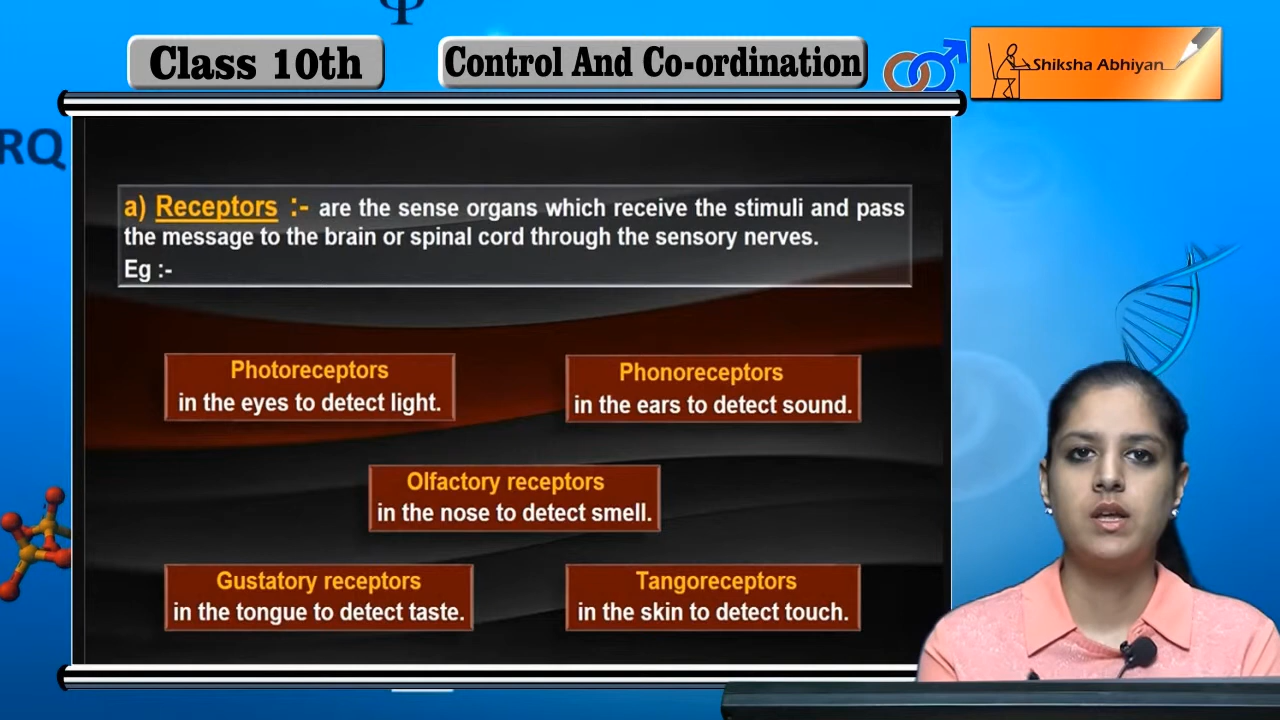 Φ
Class 10th
Control And Co-ordination
Shiksha Abhiyan
RQ
a) Receptors :- are the sense organs which receive the stimuli and pass
the message to the brain or spinal cord through the sensory nerves.
Eg :-
Photoreceptors
in the eyes to detect light.
Phonoreceptors
in the ears to detect sound.
Olfactory receptors
in the nose to detect smell.
Gustatory receptors
in the tongue to detect taste.
Tangoreceptors
in the skin to detect touch.